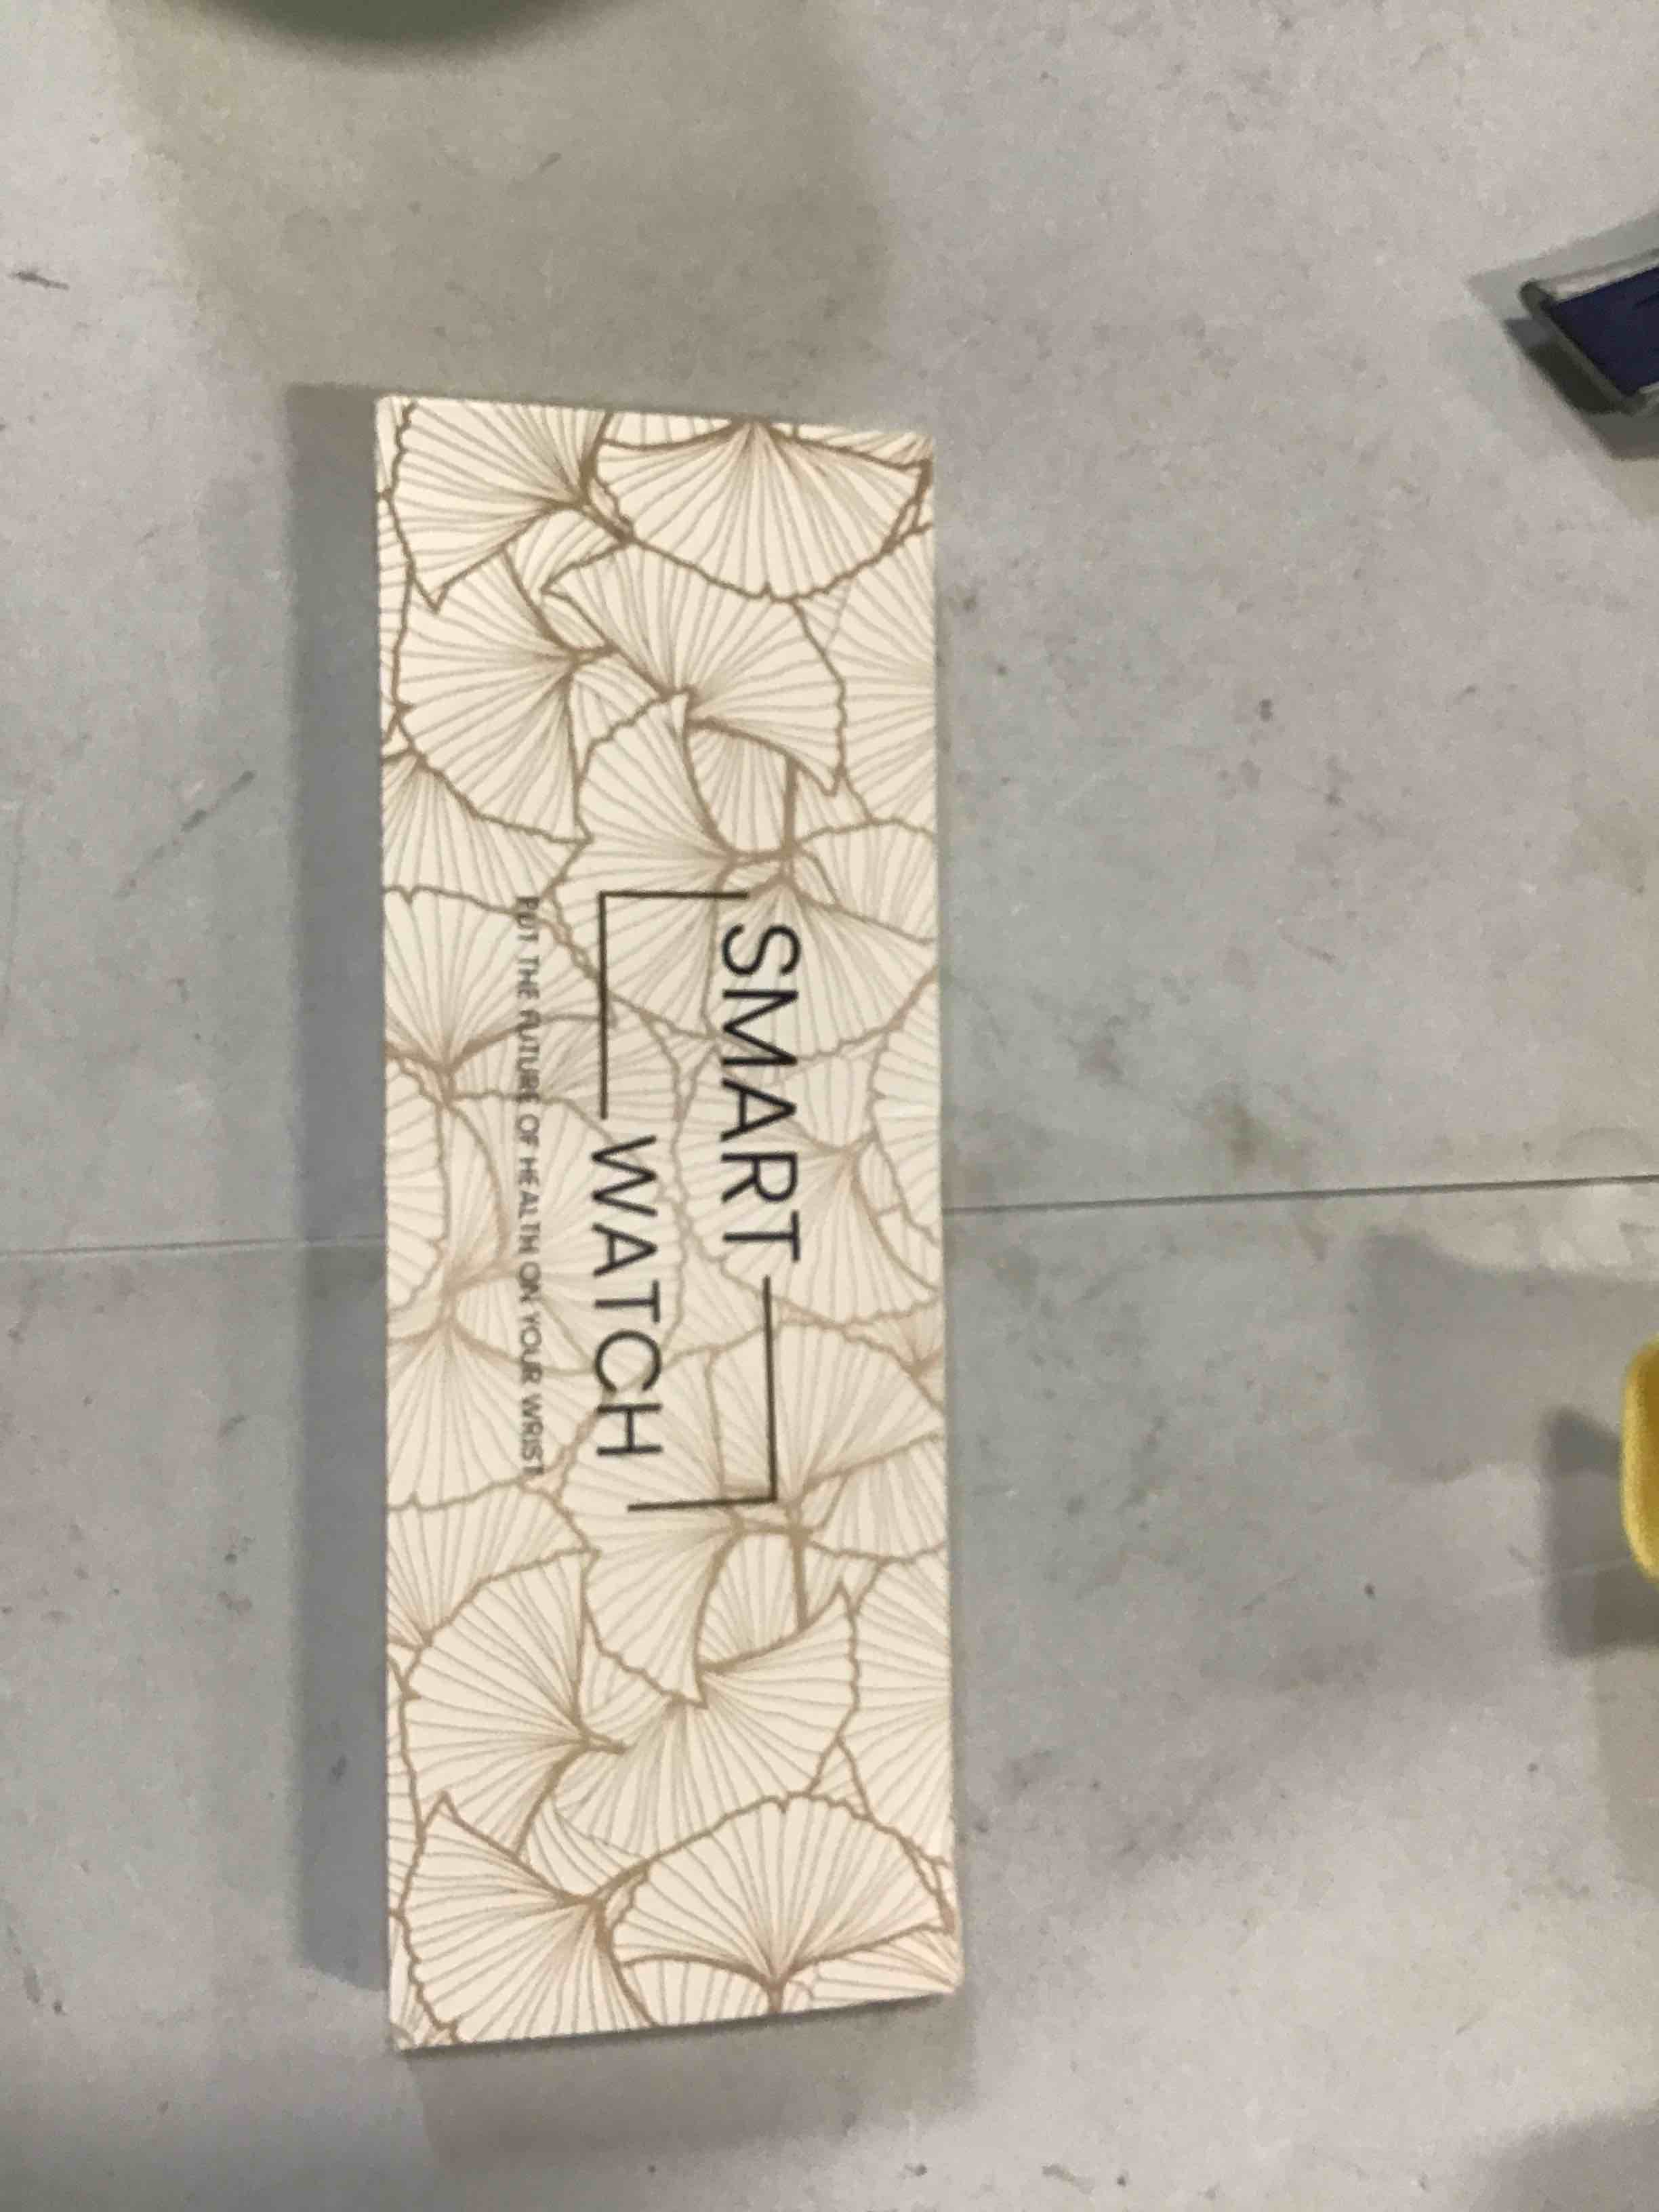 SMART
WATCH
PUT THE FUTURE OF HEALTH ON YOUR WRIST